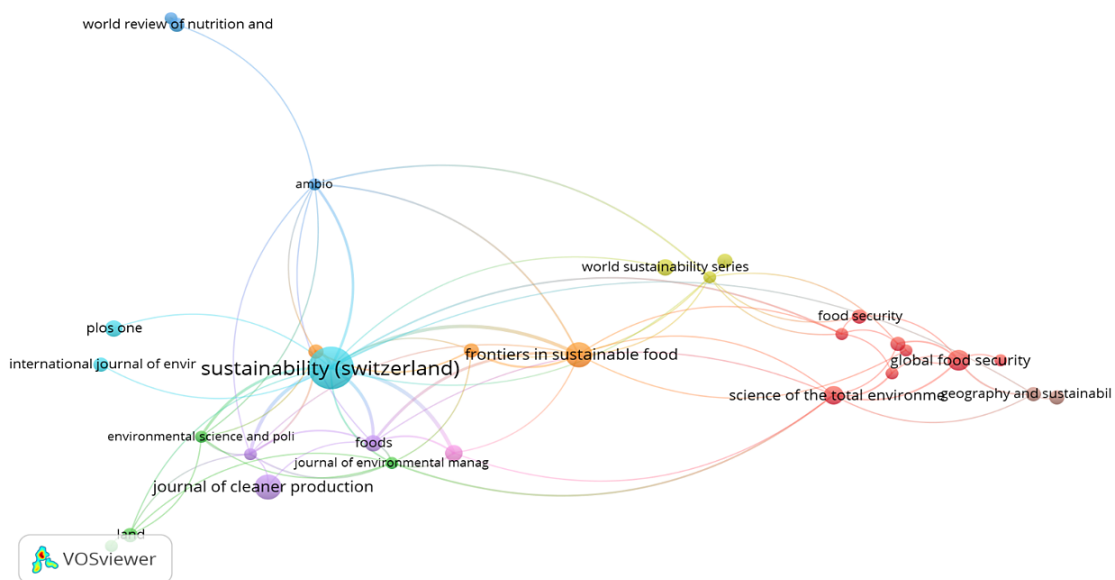 world review of nutrition and
ambio
world sustainability series
food security
plos one
frontiers in sustainable food
global food security
international journal of envir
sustainability (switzerland)
science of the total environme
geography and sustainabil
environmental science and poli
foods
journal of environmental manag
journal of cleaner production
land
VOSviewer